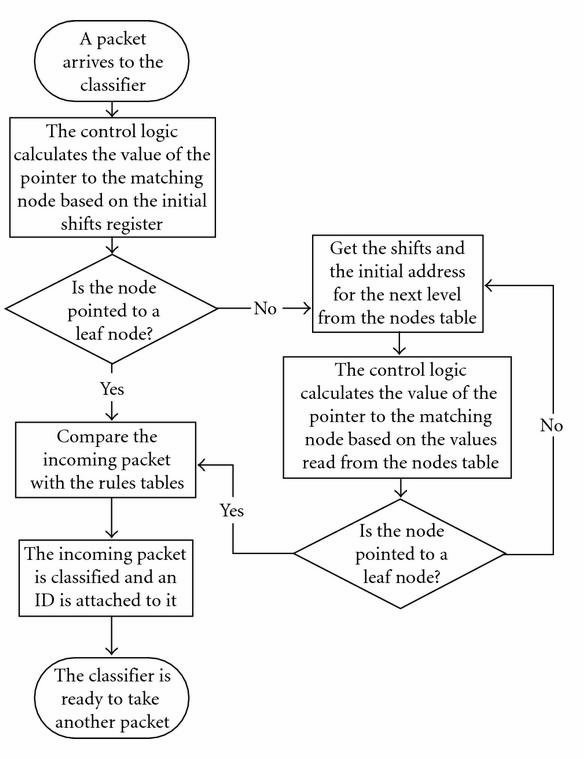 A packet
arrives to the
classifier
The control logic
calculates the value of the
pointer to the matching
node based on the initial
shifts register
Is the node
pointed to a
leaf node?
No
Get the shifts and
the initial address
for the next level
from the nodes table
The control logic
calculates the value of the
pointer to the matching
node based on the values
read from the nodes table
Is the node
pointed to a
leaf node?
No
Yes
Yes
Compare the
incoming packet
with the rules tables
The incoming packet
is classified and an
ID is attached to it
The classifier is
ready to take
another packet